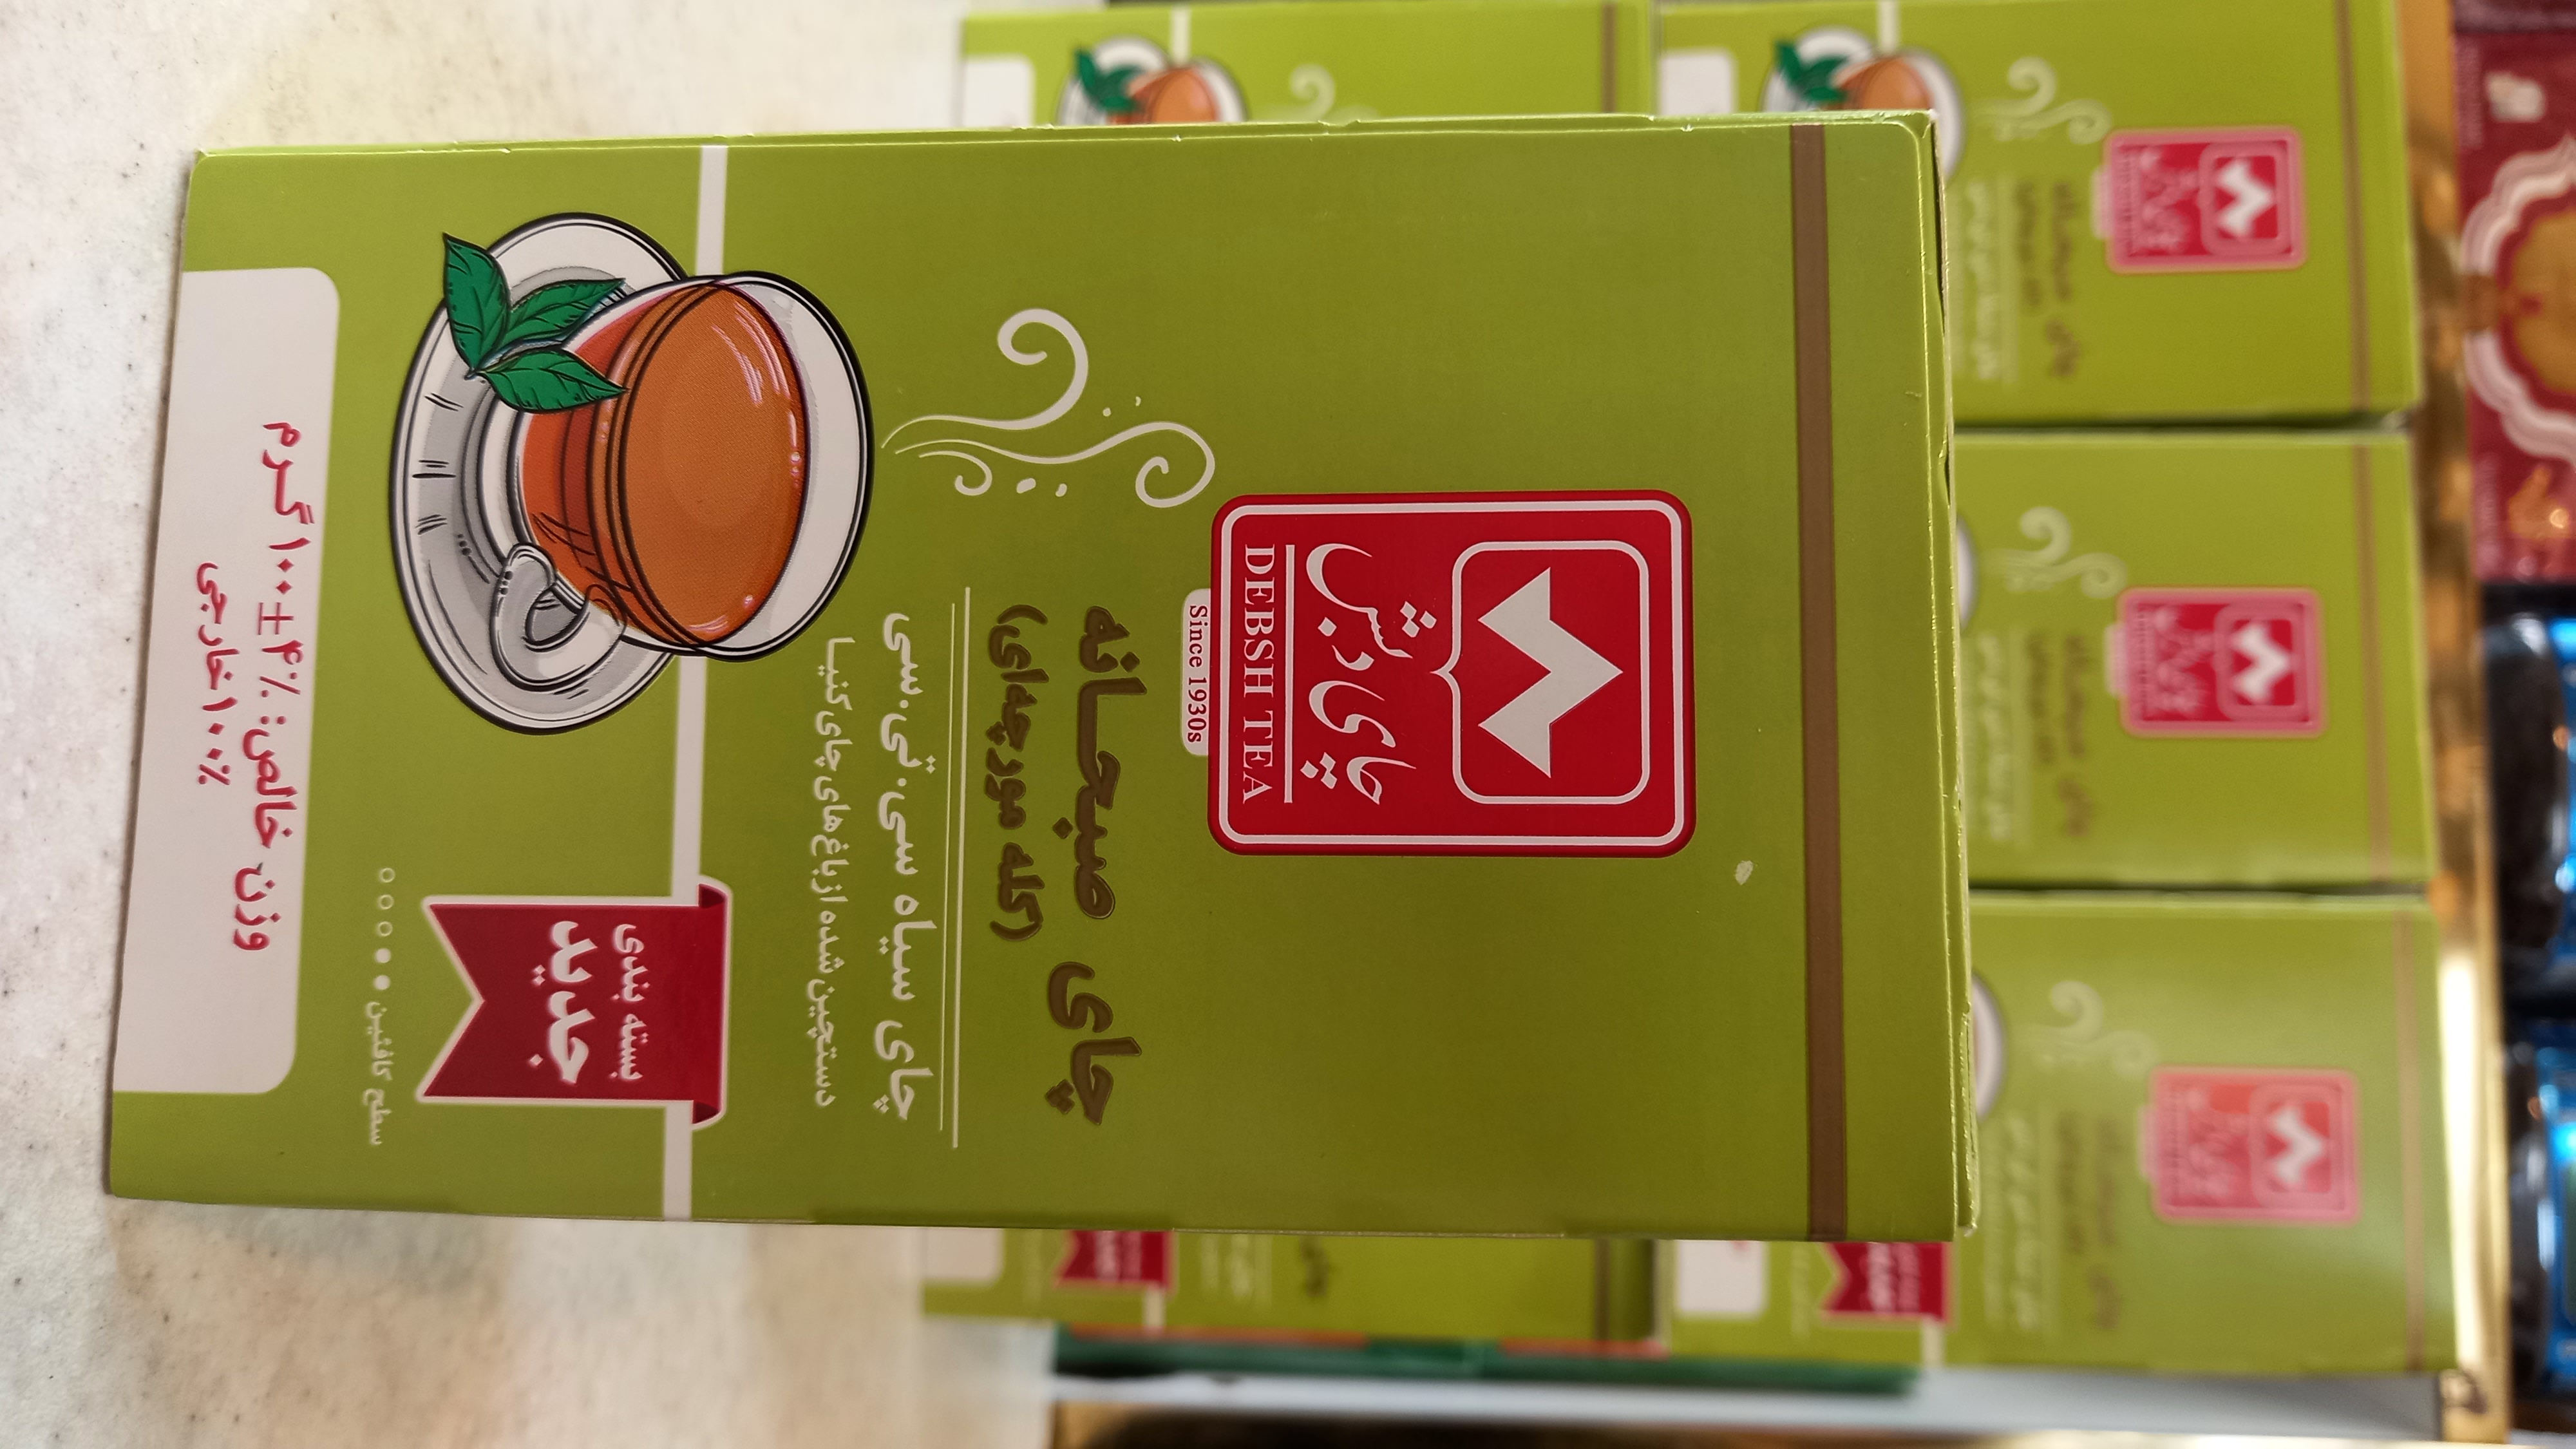 چای دبش
DEBSH TEA
Since 1930s
چای صبحانه
(کله مورچه‌ای)
چای سیاه سی.تی.سی
دستچین شده از باغ‌های چای کنیا
بسته بندی
جدید
سطح کافئین
وزن خالص: ۴٪ ± ۱۰۰ گرم
۱۰۰٪ خارجی